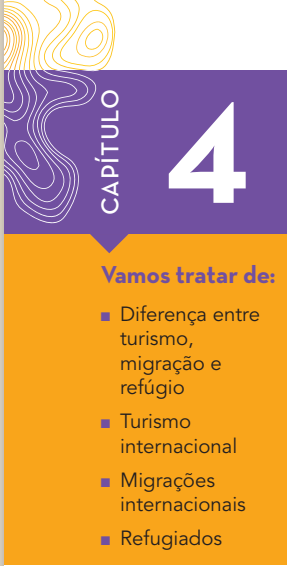 CAPÍTULO
4
Vamos tratar de:
■ Diferença entre
turismo,
migração e
refúgio
■ Turismo
internacional
■ Migrações
internacionais
■ Refugiados